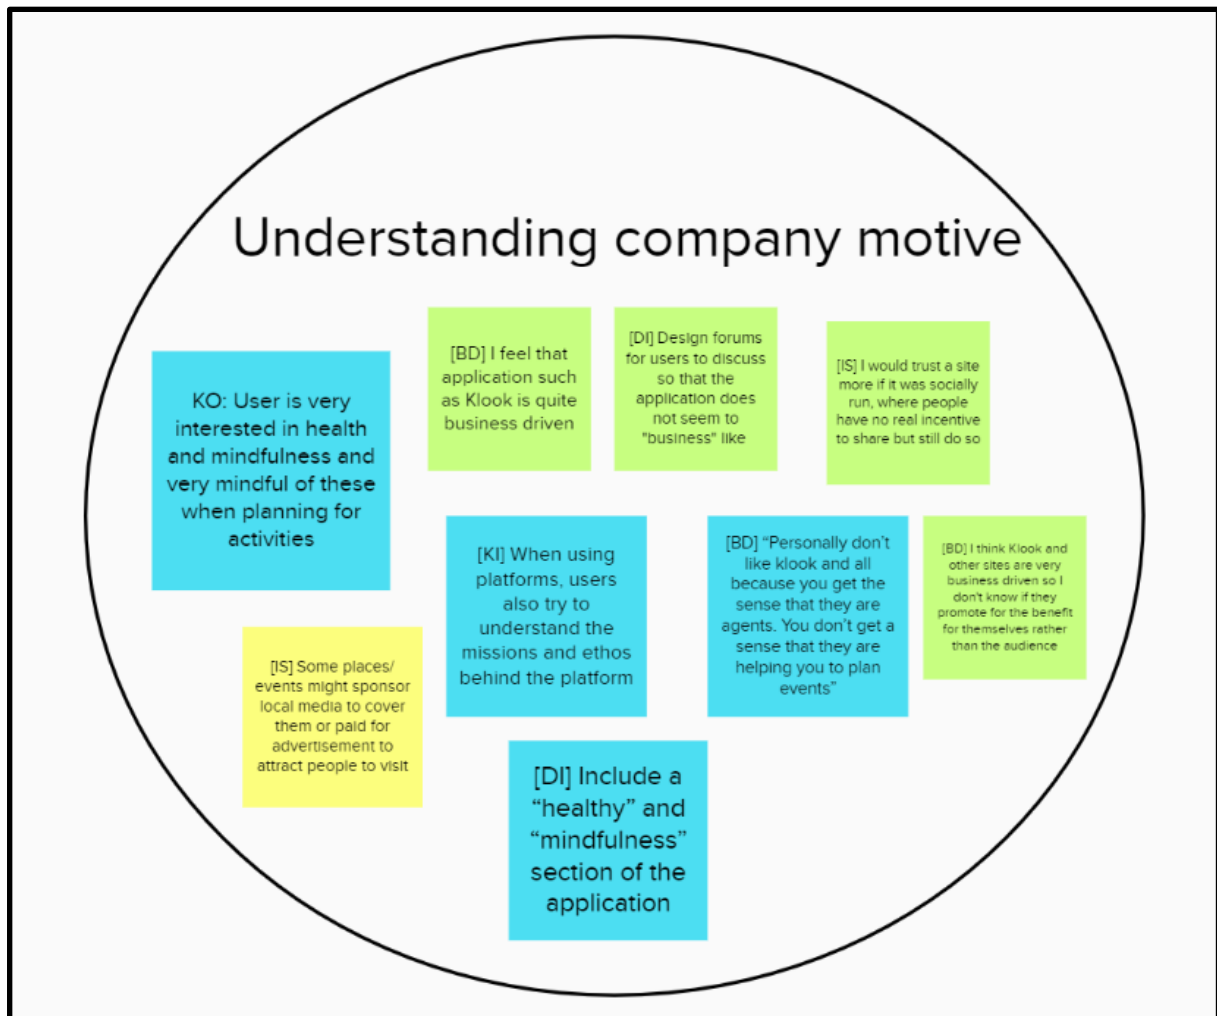 Understanding company motive
[BD] I feel that
application such
as Klook is quite
business driven
[DI] Design forums
for users to discuss
so that the
application does
not seem to
"business" like
[IS] I would trust a site
more if it was socially
run, where people
have no real incentive
to share but still do so
KO: User is very
interested in health
and mindfulness and
very mindful of these
when planning for
activities
[KI] When using
platforms, users
also try to
understand the
missions and ethos
behind the platform
[BD] “Personally don’t
like klook and all
because you get the
sense that they are
agents. You don’t get a
sense that they are
helping you to plan
events”
[BD] I think Klook and
other sites are very
business driven so I
don't know if they
promote for the benefit
for themselves rather
than the audience
[IS] Some places/
events might sponsor
local media to cover
them or paid for
advertisement to
attract people to visit
[DI] Include a
“healthy” and
“mindfulness”
section of the
application